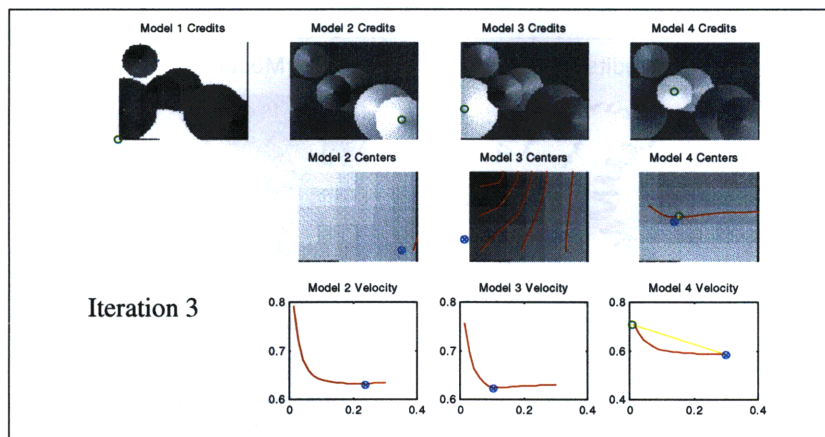 Model 1 Credits
Model 2 Credits
Model 3 Credits
Model 4 Credits
Model 2 Centers
Model 3 Centers
Model 4 Centers
Iteration 3
Model 2 Velocity
Model 3 Velocity
Model 4 Velocity
0.8
0.7
0.6
0
0.2
0.4
0.8
0.7
0.6
0
0.2
0.4
0.8
0.6
0.4
0
0.2
0.4